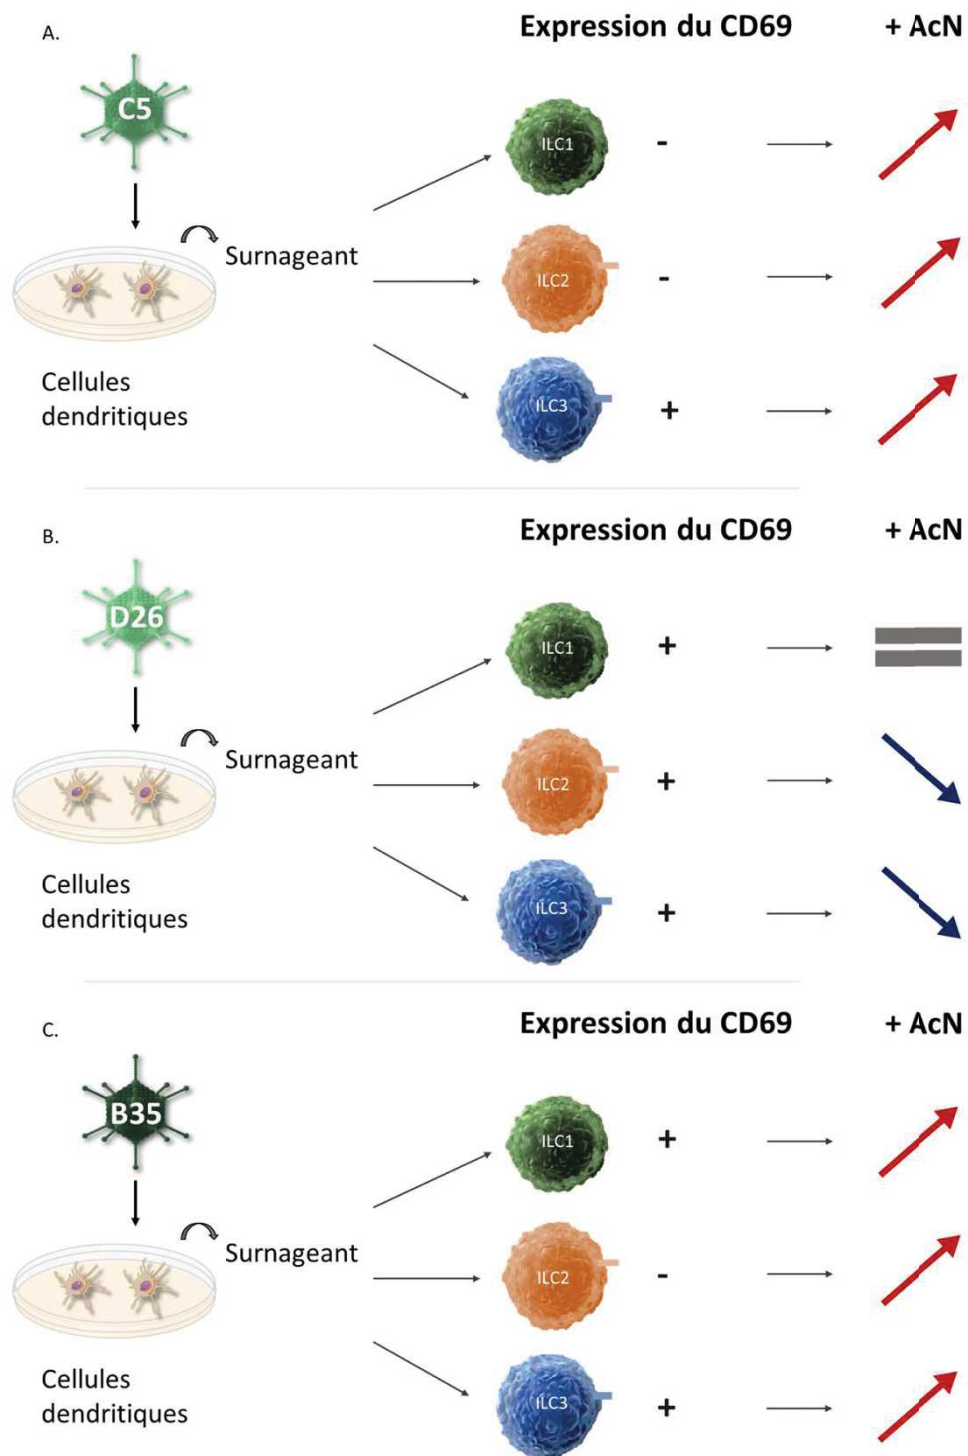 A.
Expression du CD69 + AcN
C5
ILC1 -
Surnageant
ILC2 -
Cellules
dendritiques
ILC3 +
B.
Expression du CD69 + AcN
D26
ILC1 +
Surnageant
ILC2 +
Cellules
dendritiques
ILC3 +
C.
Expression du CD69 + AcN
B35
ILC1 +
Surnageant
ILC2 -
Cellules
dendritiques
ILC3 +